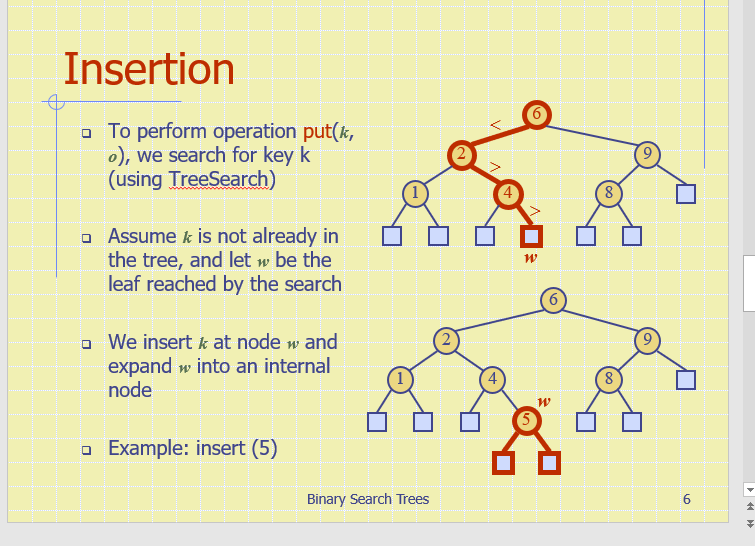 Insertion
To perform operation put(k,
o), we search for key k
(using TreeSearch)
Assume k is not already in
the tree, and let w be the
leaf reached by the search
We insert k at node w and
expand w into an internal
node
Example: insert (5)
6
<
2
9
>
1
4
8
>
w
6
2
9
1
4
8
w
5
Binary Search Trees
6